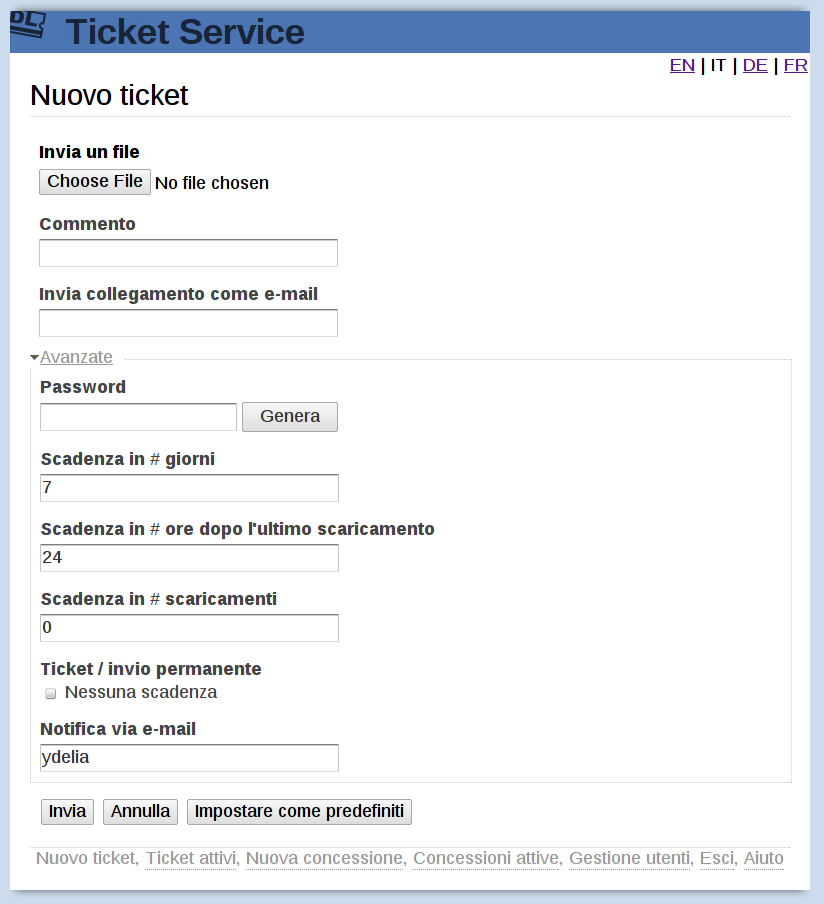 DL Ticket Service
EN | IT | DE | FR
Nuovo ticket
Invia un file
Choose File No file chosen
Commento
Invia collegamento come e-mail
Avanzate
Password
Genera
Scadenza in # giorni
7
Scadenza in # ore dopo l'ultimo scaricamento
24
Scadenza in # scaricamenti
0
Ticket / invio permanente
Nessuna scadenza
Notifica via e-mail
ydelia
Invia Annulla Impostare come predefiniti
Nuovo ticket, Ticket attivi, Nuova concessione, Concessioni attive, Gestione utenti, Esci, Aiuto